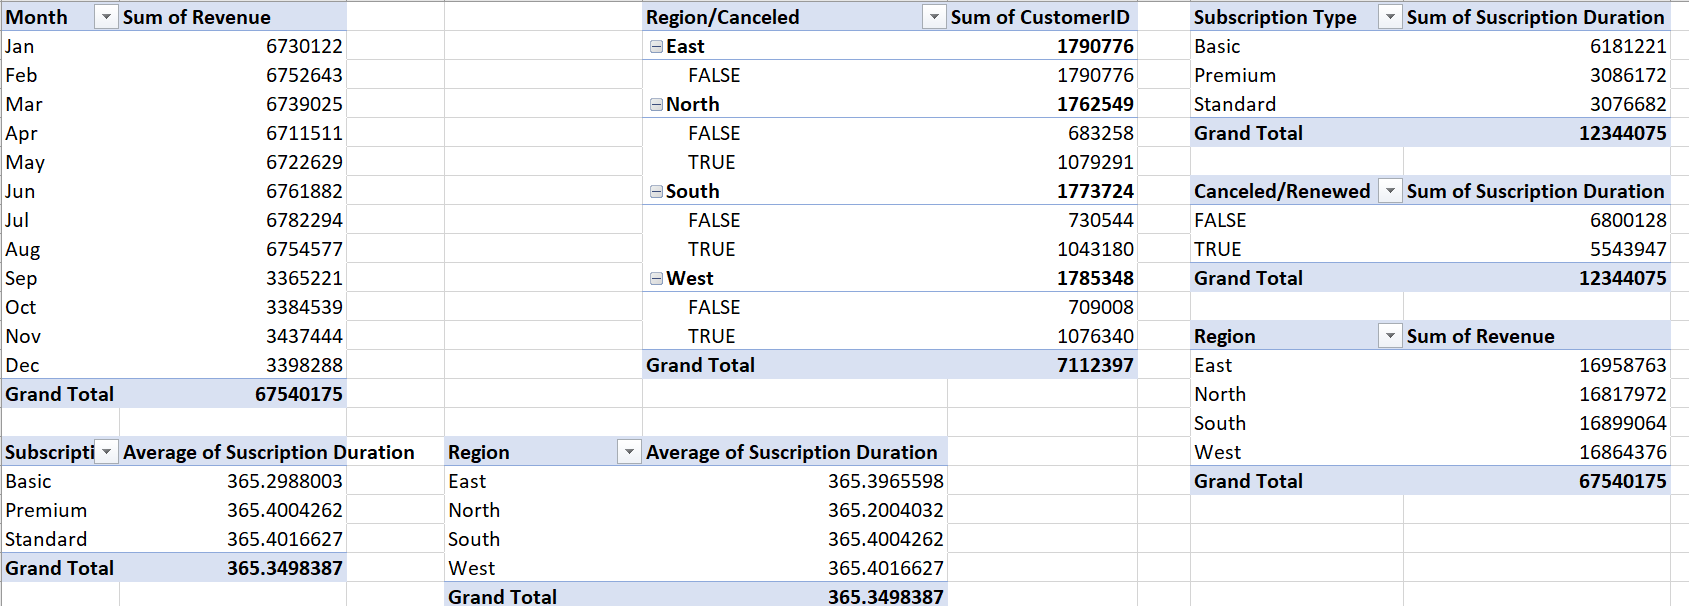 Month Sum of Revenue
Jan 6730122
Feb 6752643
Mar 6739025
Apr 6711511
May 6722629
Jun 6761882
Jul 6782294
Aug 6754577
Sep 3365221
Oct 3384539
Nov 3437444
Dec 3398288
Grand Total 67540175
Subscripti Average of Suscription Duration
Basic 365.2988003
Premium 365.4004262
Standard 365.4016627
Grand Total 365.3498387
Region Average of Suscription Duration
East 365.3965598
North 365.2004032
South 365.4004262
West 365.4016627
Grand Total 365.3498387
Region/Canceled Sum of CustomerID
East 1790776
FALSE 1790776
North 1762549
FALSE 683258
TRUE 1079291
South 1773724
FALSE 730544
TRUE 1043180
West 1785348
FALSE 709008
TRUE 1076340
Grand Total 7112397
Subscription Type Sum of Suscription Duration
Basic 6181221
Premium 3086172
Standard 3076682
Grand Total 12344075
Canceled/Renewed Sum of Suscription Duration
FALSE 6800128
TRUE 5543947
Grand Total 12344075
Region Sum of Revenue
East 16958763
North 16817972
South 16899064
West 16864376
Grand Total 67540175